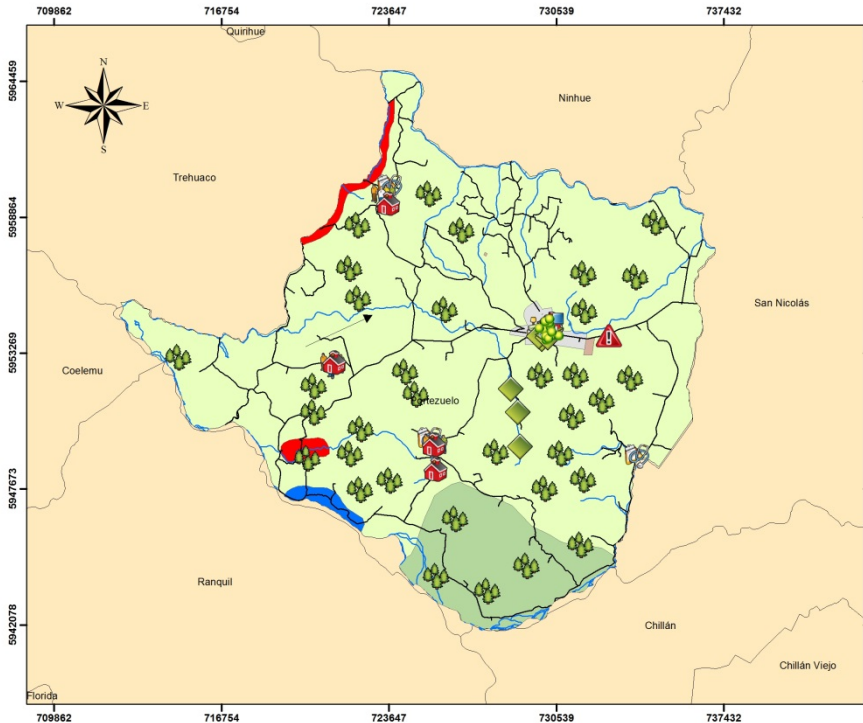 709862 716754 723647 730539 737432
Quirihue
N
5964459
Ninhue
W E
S
Trehuaco
5958864
San Nicolás
5953269
Coelemu
5947673
Ranquil
5942078
Chillán
Chillán Viejo
Florida
709862 716754 723647 730539 737432